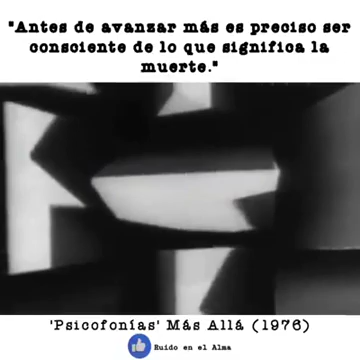 "Antes de avanzar más es preciso ser
consciente de lo que significa la
muerte."
'Psicofonías' Más Allá (1976)
Ruido en el Alma